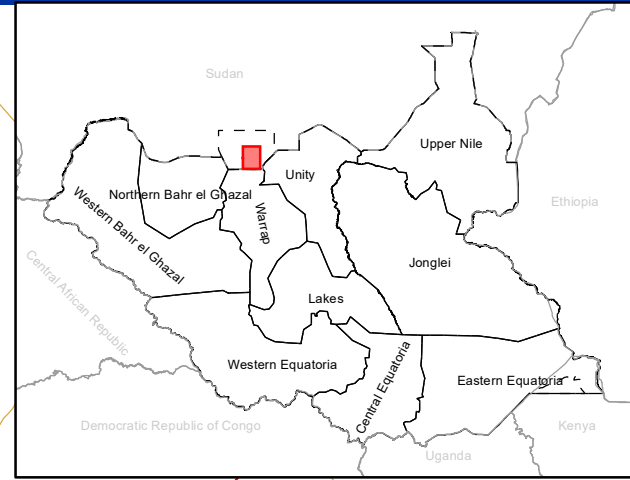 Sudan
Upper Nile
Unity
Northern Bahr el Ghazal
Ethiopia
Western Bahr el Ghazal
Warrap
Jonglei
Central African Republic
Lakes
Western Equatoria
Central Equatoria
Eastern Equatoria
Democratic Republic of Congo
Kenya
Uganda